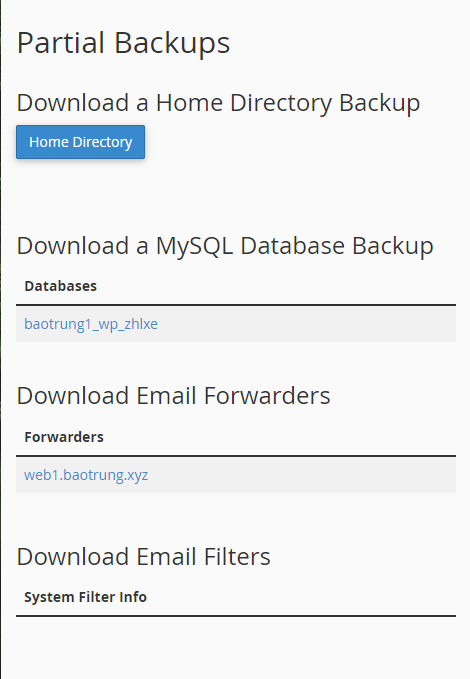 Partial Backups
Download a Home Directory Backup
Home Directory
Download a MySQL Database Backup
Databases
baotrung1_wp_zhlxe
Download Email Forwarders
Forwarders
web1.baotrung.xyz
Download Email Filters
System Filter Info